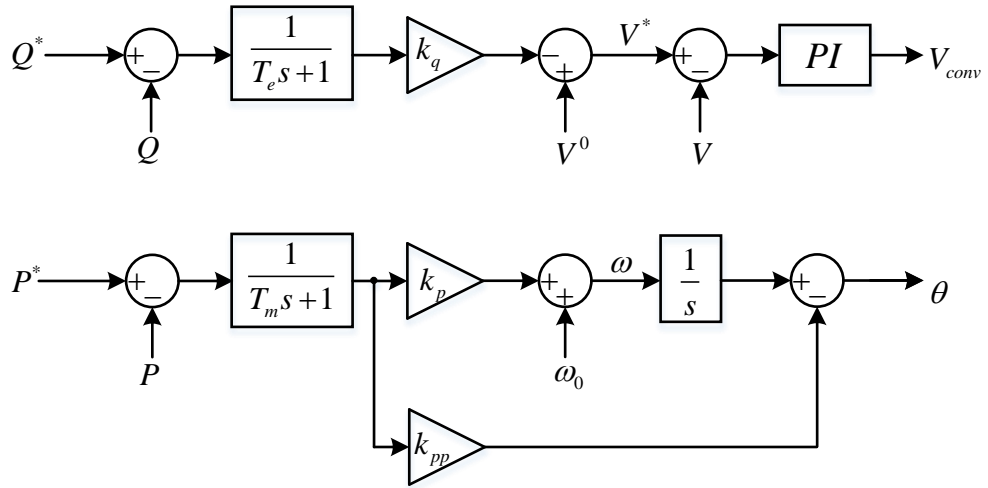 Q*
+
−
Q
1
T_e s + 1
k_q
−
+
V^0
V*
+
−
V
PI
V_conv
P*
+
−
P
1
T_m s + 1
k_p
+
+
ω_0
ω
1
s
+
−
θ
k_pp